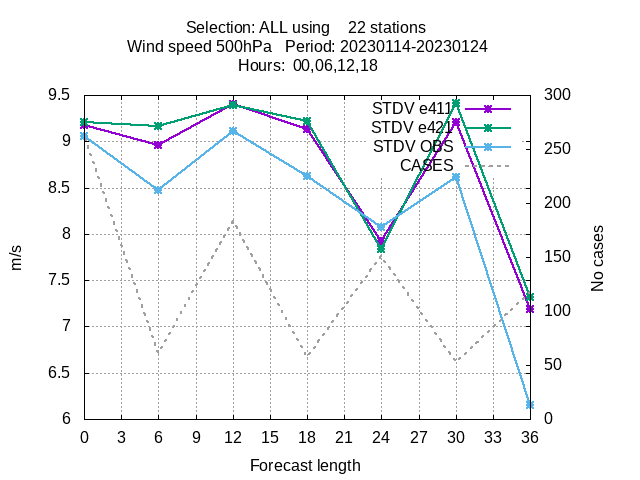 Selection: ALL using 22 stations
Wind speed 500hPa Period: 20230114-20230124
Hours: 00,06,12,18
STDV e411
STDV e421
STDV OBS
CASES
9.5
9
8.5
8
7.5
7
6.5
6
300
250
200
150
100
50
0
m/s
No cases
0 3 6 9 12 15 18 21 24 27 30 33 36
Forecast length